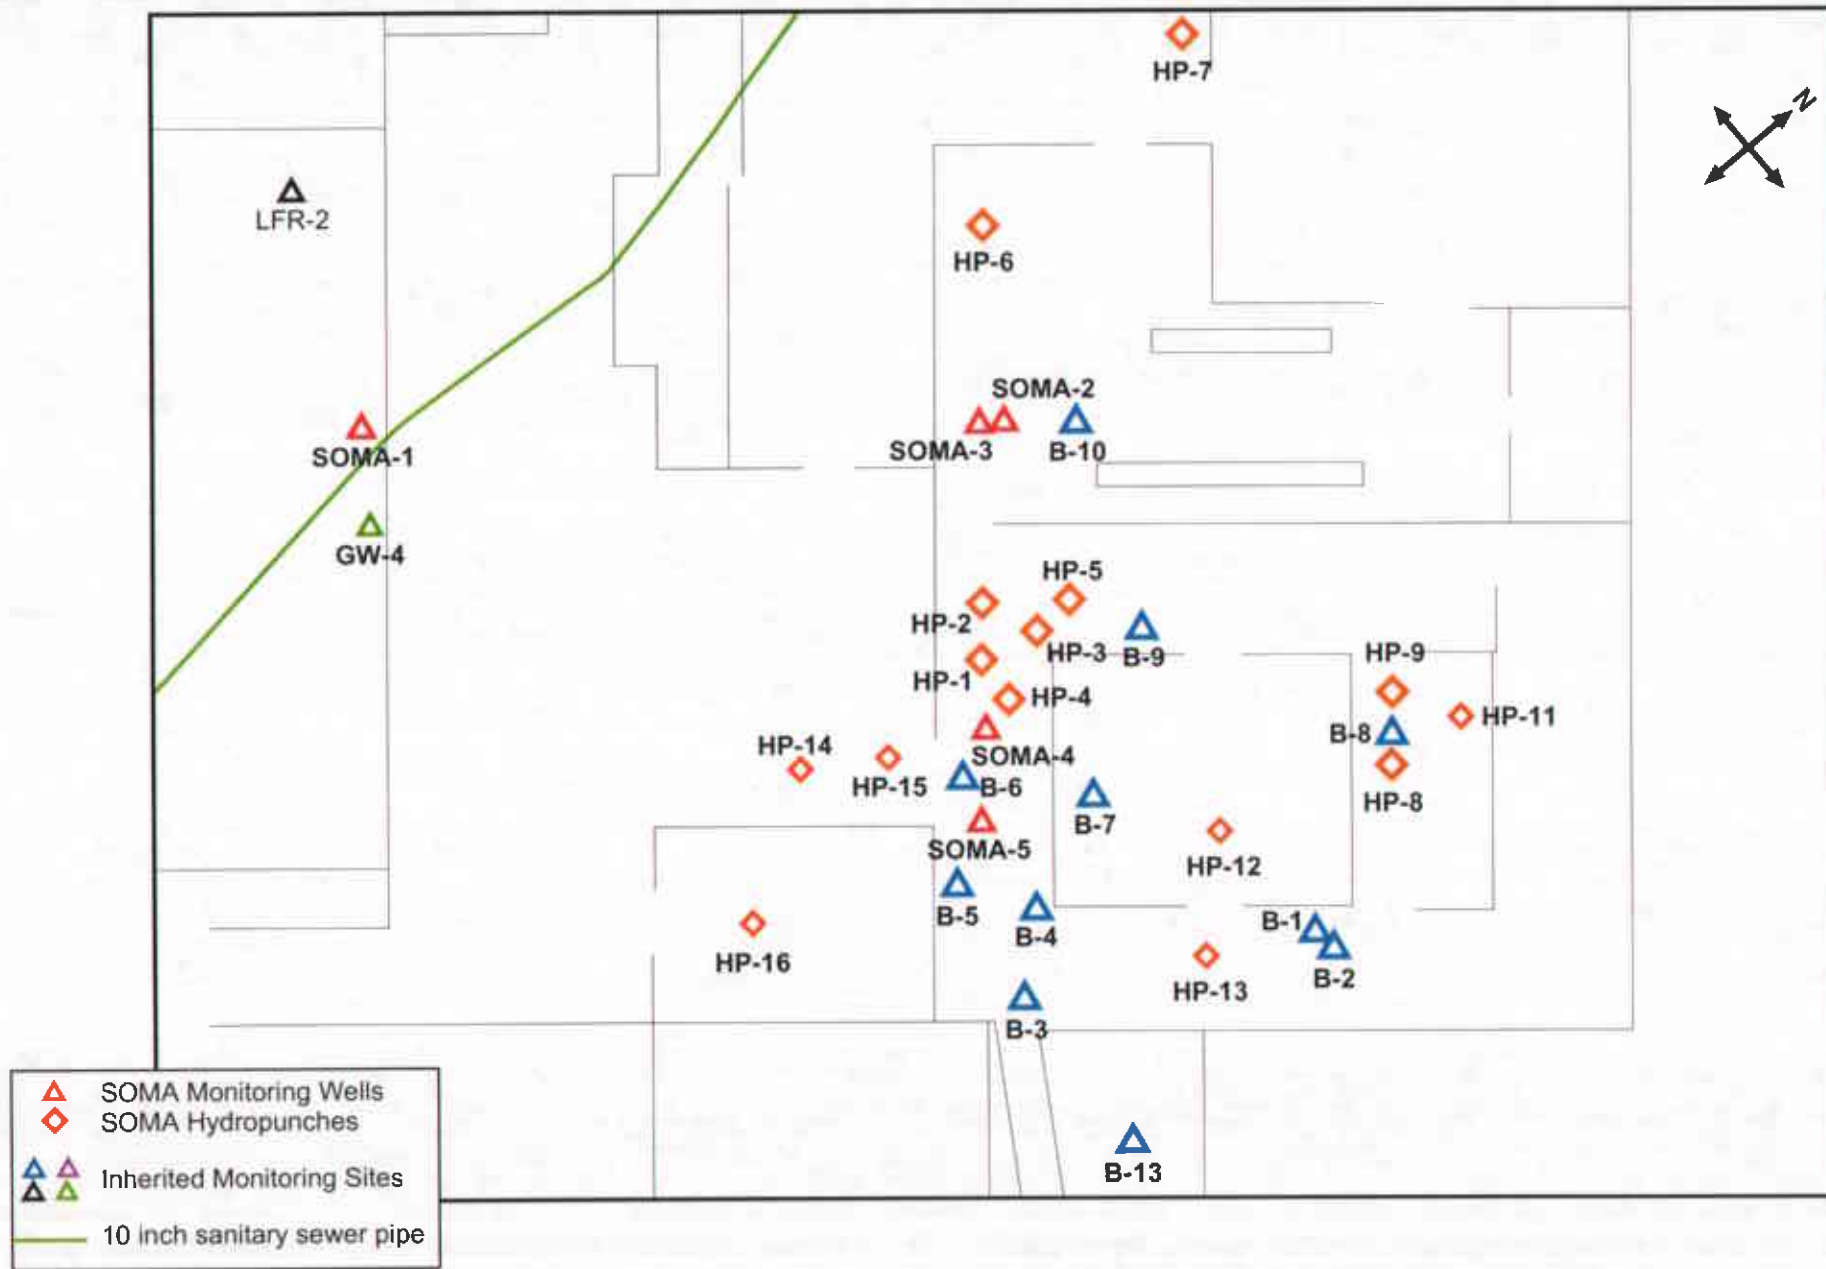 HP-7
N
LFR-2
HP-6
SOMA-2
SOMA-3
B-10
SOMA-1
GW-4
HP-5
HP-2
HP-3
B-9
HP-9
HP-1
HP-4
HP-11
B-8
HP-14
SOMA-4
HP-15
B-6
HP-8
B-7
SOMA-5
HP-12
B-5
B-1
B-4
HP-16
B-2
HP-13
B-3
B-13
SOMA Monitoring Wells
SOMA Hydropunches
Inherited Monitoring Sites
10 inch sanitary sewer pipe